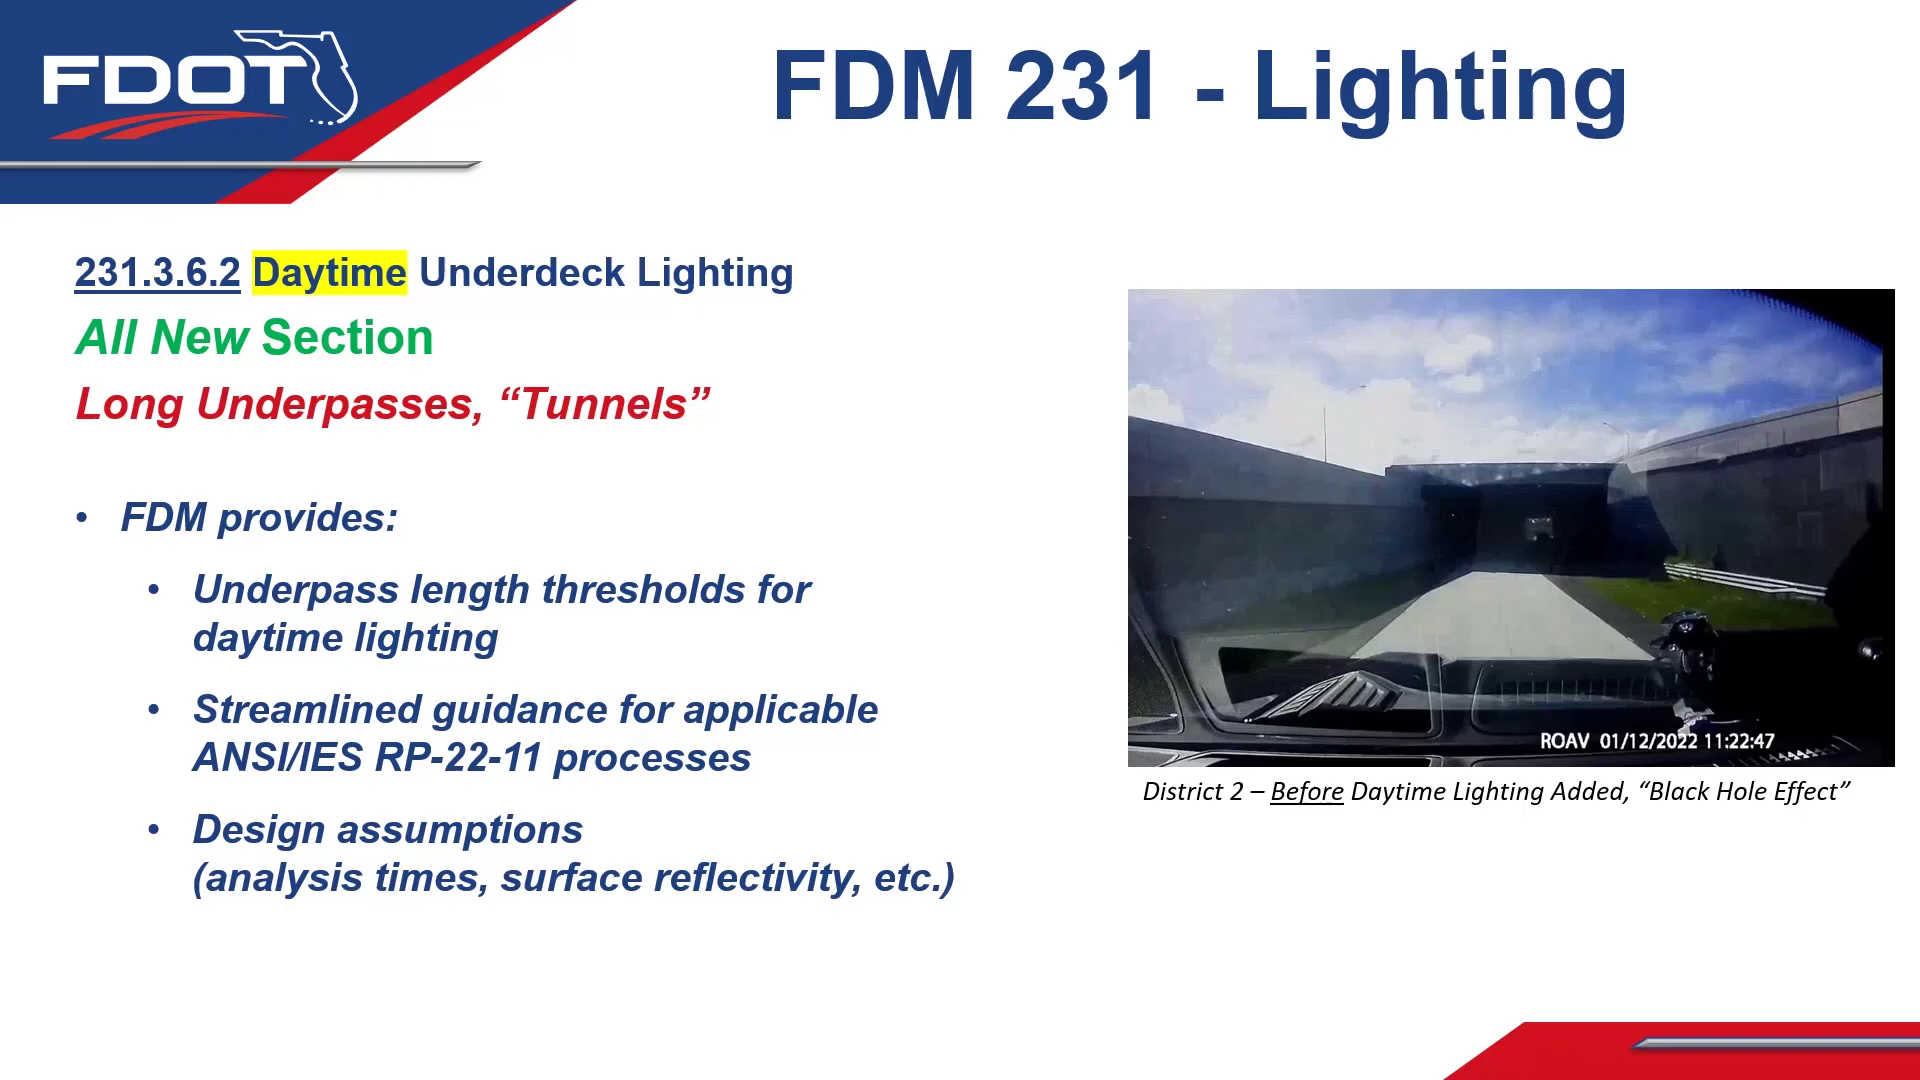 FDOT
FDM 231 - Lighting
231.3.6.2 Daytime Underdeck Lighting
All New Section
Long Underpasses, “Tunnels”
• FDM provides:
• Underpass length thresholds for
daytime lighting
• Streamlined guidance for applicable
ANSI/IES RP-22-11 processes
• Design assumptions
(analysis times, surface reflectivity, etc.)
ROAV 01/12/2022 11:22:47
District 2 – Before Daytime Lighting Added, “Black Hole Effect”